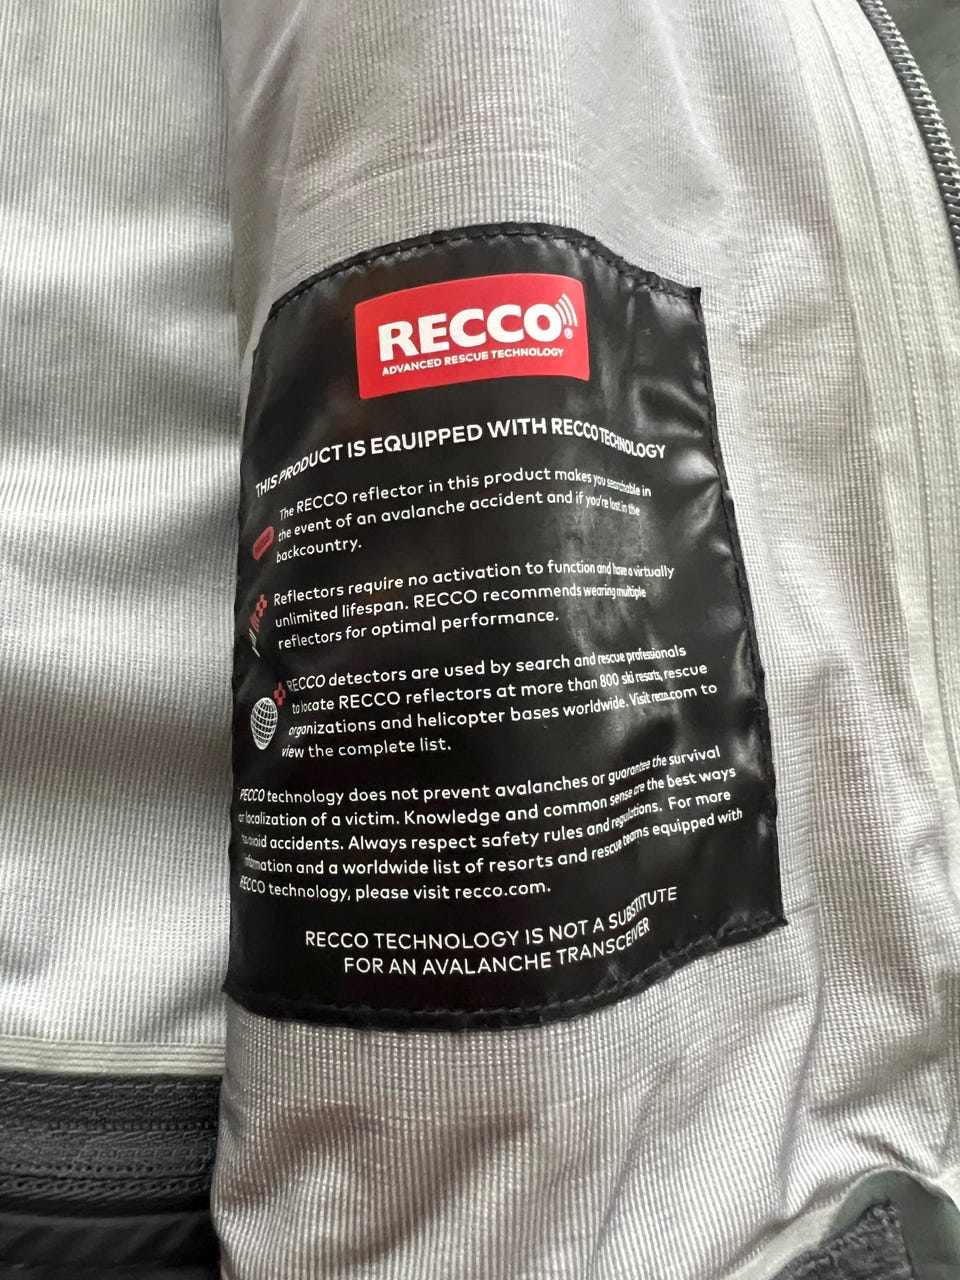 RECCO®
ADVANCED RESCUE TECHNOLOGY
THIS PRODUCT IS EQUIPPED WITH RECCO TECHNOLOGY
The RECCO reflector in this product makes you searchable in
the event of an avalanche accident and if you're lost in the
backcountry.
Reflectors require no activation to function and have a virtually
unlimited lifespan. RECCO recommends wearing multiple
reflectors for optimal performance.
RECCO detectors are used by search and rescue professionals
to locate RECCO reflectors at more than 800 ski resorts, rescue
organizations and helicopter bases worldwide. Visit recco.com to
view the complete list.
RECCO technology does not prevent avalanches or guarantee the survival
or localization of a victim. Knowledge and common sense are the best ways
to avoid accidents. Always respect safety rules and regulations. For more
information and a worldwide list of resorts and rescue teams equipped with
RECCO technology, please visit recco.com.
RECCO TECHNOLOGY IS NOT A SUBSTITUTE
FOR AN AVALANCHE TRANSCEIVER